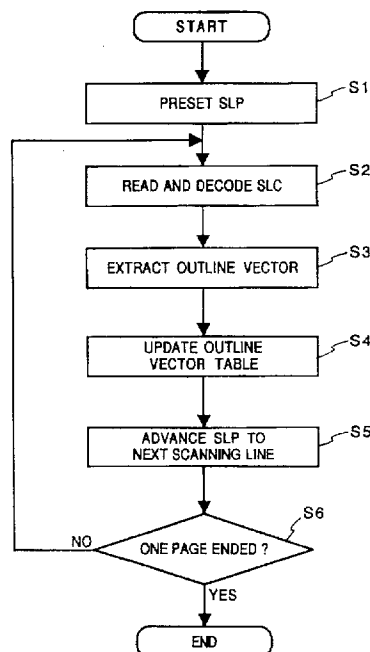 START
PRESET SLP
S1
READ AND DECODE SLC
S2
EXTRACT OUTLINE VECTOR
S3
UPDATE OUTLINE
VECTOR TABLE
S4
ADVANCE SLP TO
NEXT SCANNING LINE
S5
S6
NO
ONE PAGE ENDED ?
YES
END